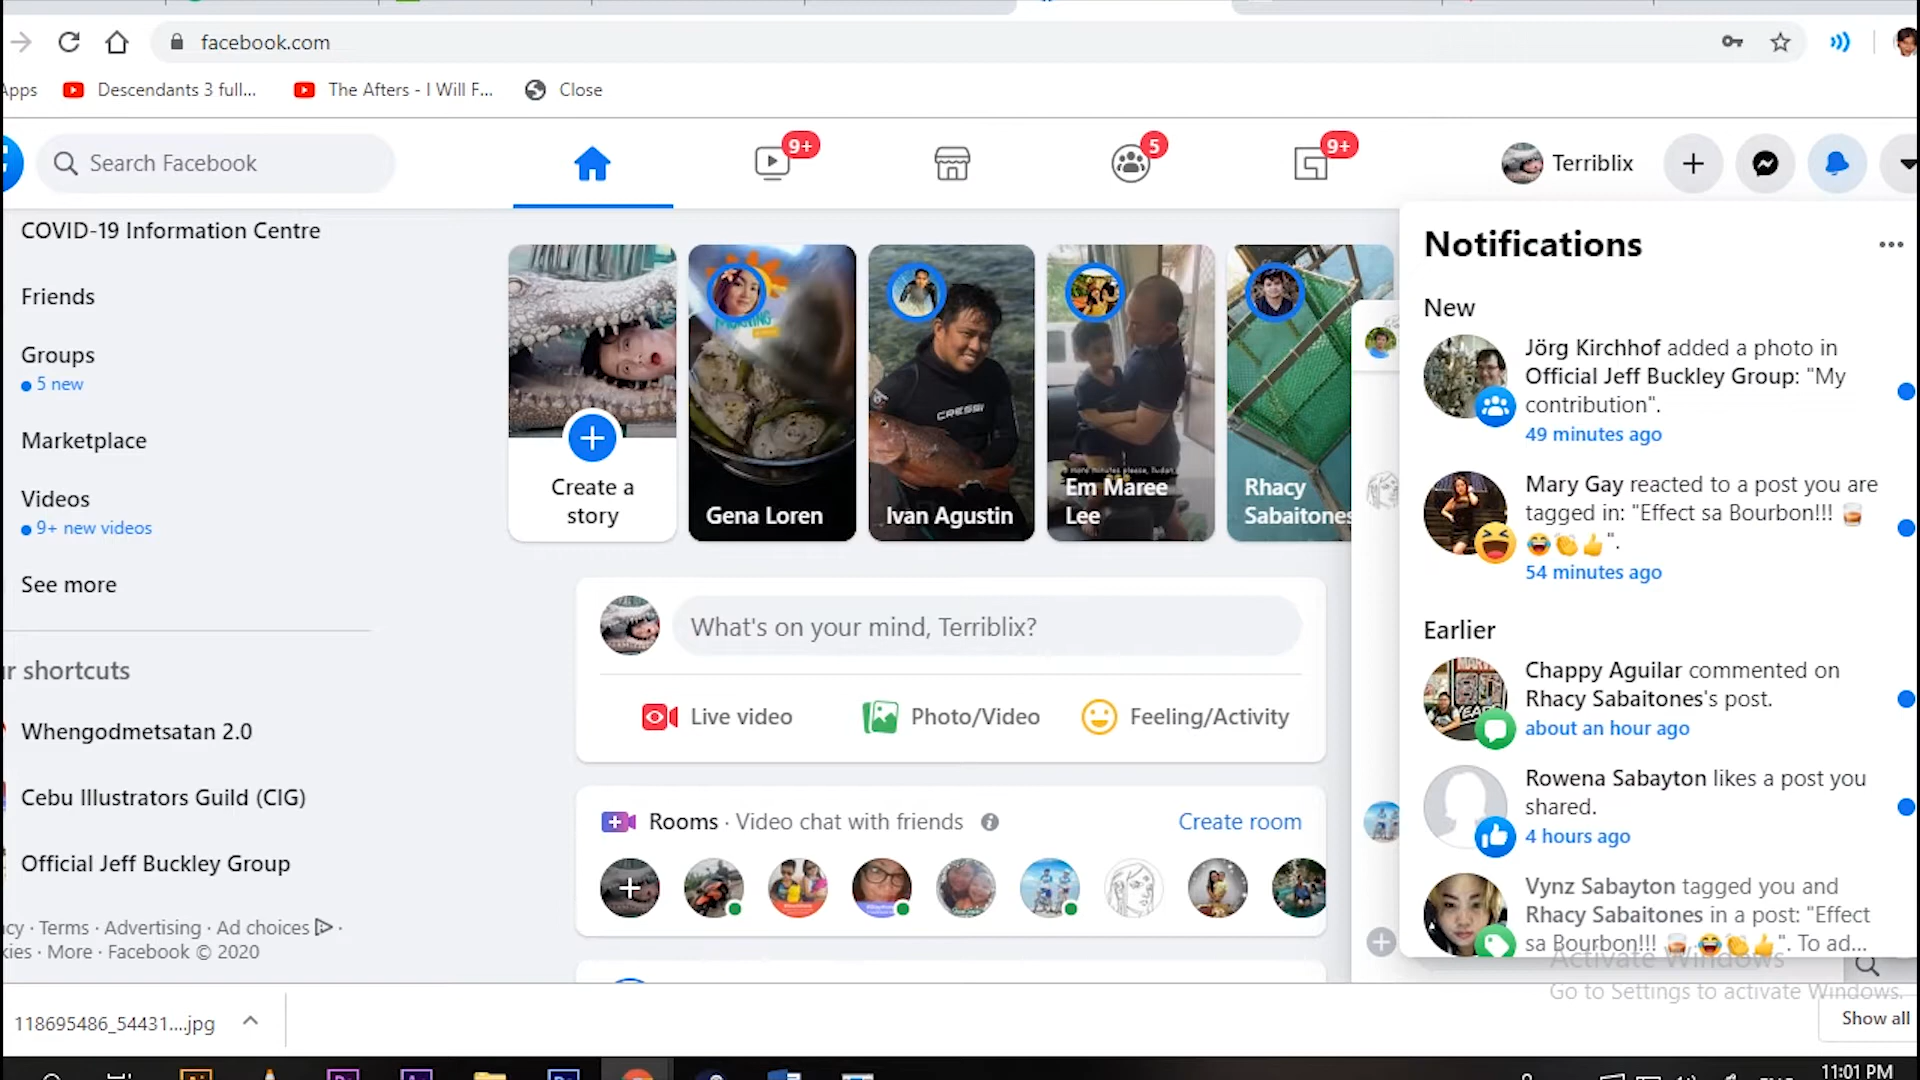 facebook.com
Apps
Descendants 3 full...
The Afters - I Will F...
Close
Search Facebook
9+
5
9+
Terriblix
COVID-19 Information Centre
Friends
Groups
5 new
Marketplace
Videos
9+ new videos
See more
r shortcuts
Whengodmetsatan 2.0
Cebu Illustrators Guild (CIG)
Official Jeff Buckley Group
cy · Terms · Advertising · Ad choices ·
kies · More · Facebook © 2020
Create a
story
MORNING
Gena Loren
CRESSI
Ivan Agustin
Em Maree
Lee
Rhacy
Sabaitones
What's on your mind, Terriblix?
Live video
Photo/Video
Feeling/Activity
Rooms · Video chat with friends
Create room
Notifications
New
Jörg Kirchhof added a photo in
Official Jeff Buckley Group: "My
contribution".
49 minutes ago
Mary Gay reacted to a post you are
tagged in: "Effect sa Bourbon!!! 🥃
😂👏👍".
54 minutes ago
Earlier
Chappy Aguilar commented on
Rhacy Sabaitones's post.
about an hour ago
Rowena Sabayton likes a post you
shared.
4 hours ago
Vynz Sabayton tagged you and
Rhacy Sabaitones in a post: "Effect
sa Bourbon!!! 🥃 😂👏👍". To ad...
Activate Windows
Go to Settings to activate Windows.
118695486_54431....jpg
Show all
11:01 PM